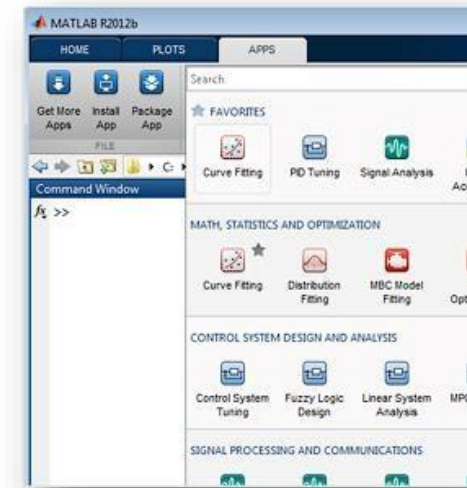 MATLAB R2012b
HOME PLOTS APPS
Get More Apps
Install App
Package App
FILE
Search
FAVORITES
Curve Fitting
PID Tuning
Signal Analysis
C:
Command Window
fx >>
MATH, STATISTICS AND OPTIMIZATION
Curve Fitting
Distribution Fitting
MBC Model Fitting
CONTROL SYSTEM DESIGN AND ANALYSIS
Control System Tuning
Fuzzy Logic Design
Linear System Analysis
SIGNAL PROCESSING AND COMMUNICATIONS